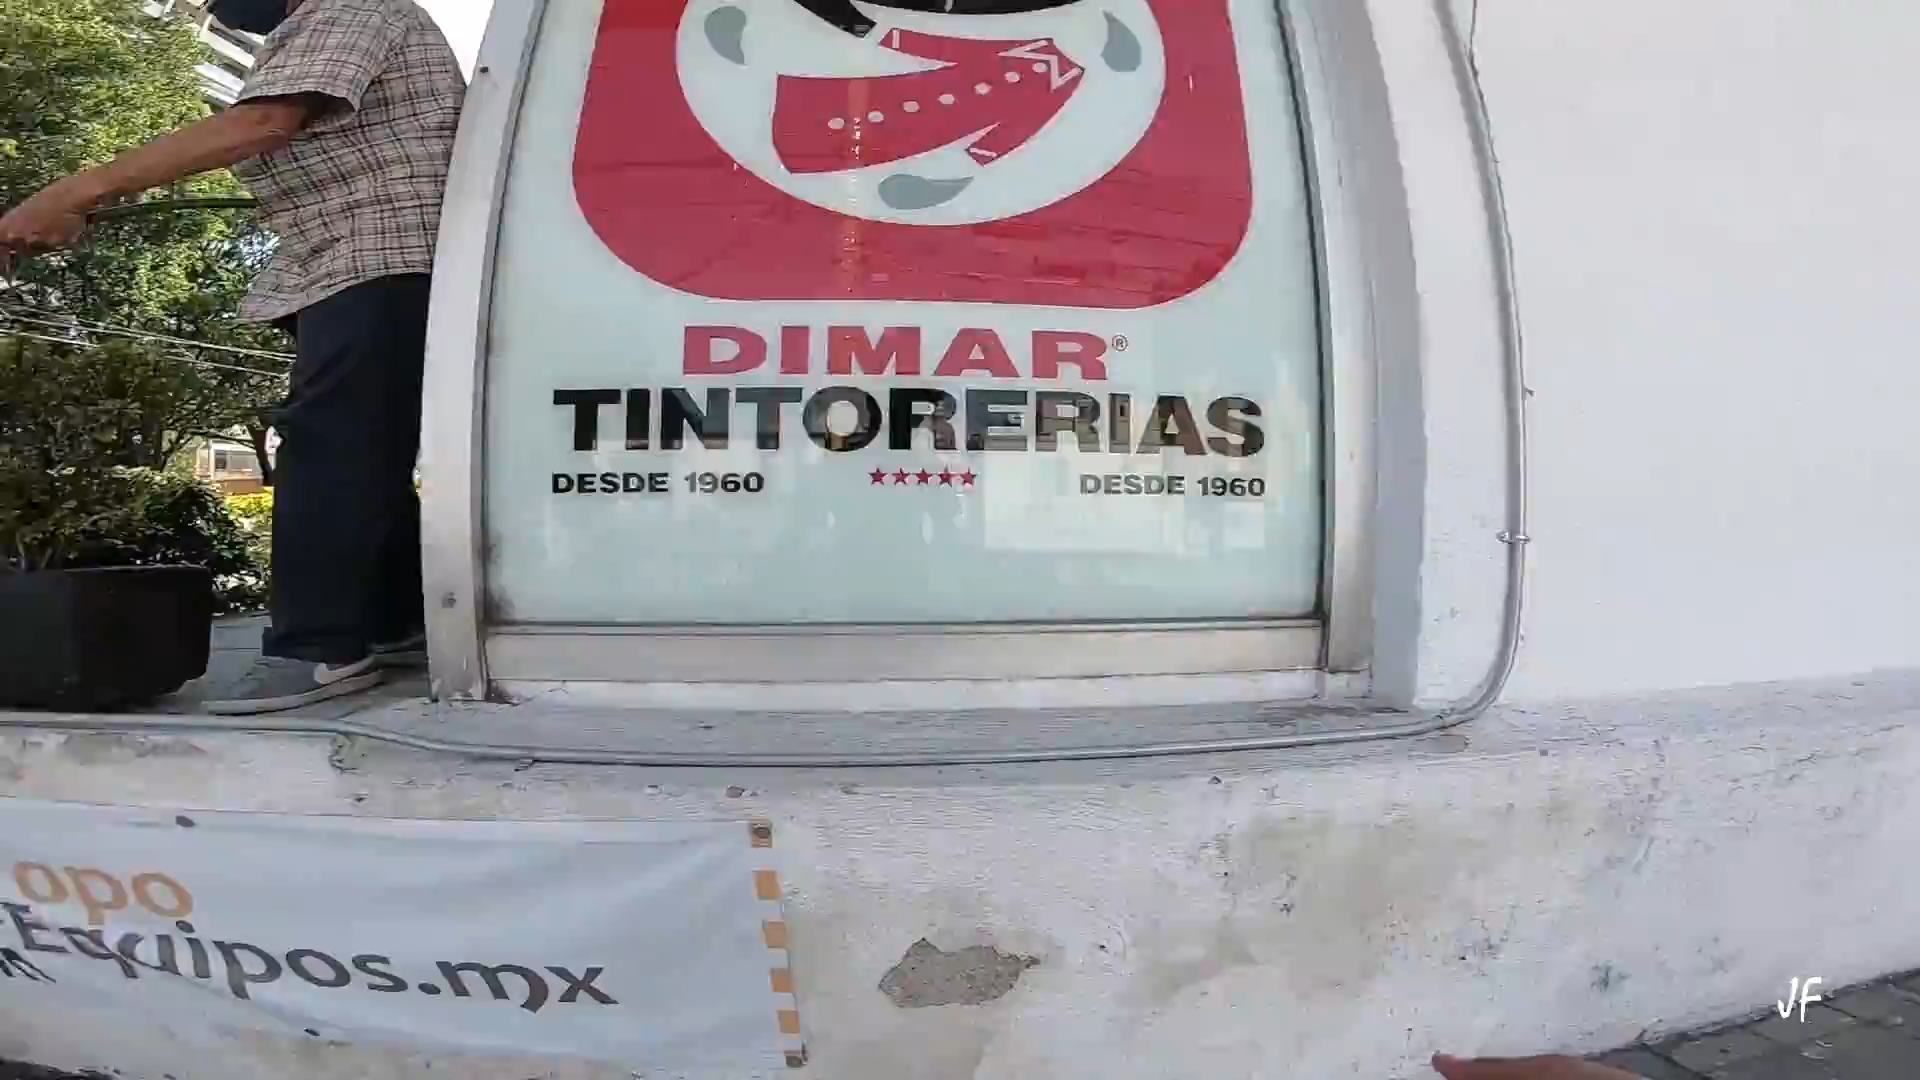 DIMAR®
TINTORERIAS
DESDE 1960 ★★★★★ DESDE 1960
opo
Equipos.mx
JF